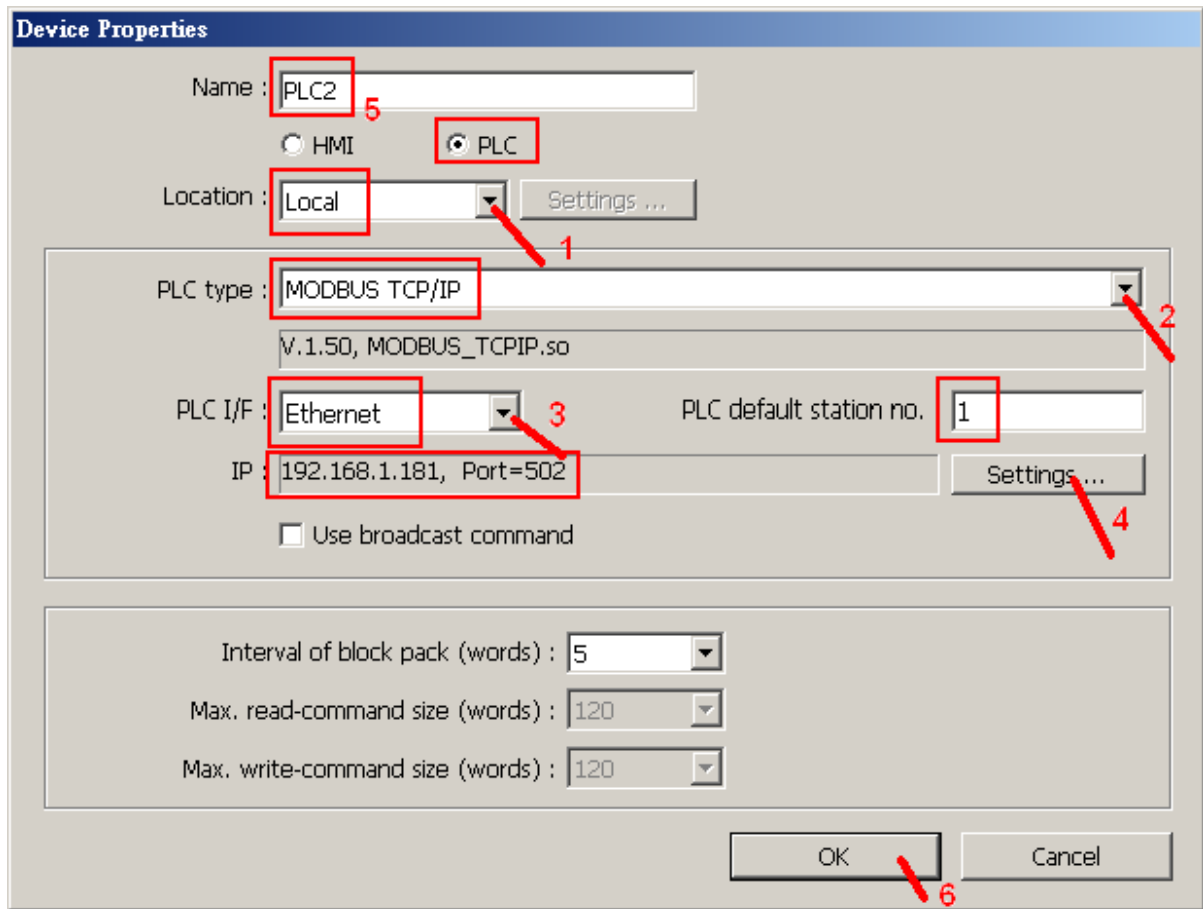 Device Properties
Name : PLC2
5
HMI PLC
Location : Local Settings ...
1
PLC type : MODBUS TCP/IP
2
V.1.50, MODBUS_TCPIP.so
PLC I/F : Ethernet 3 PLC default station no. 1
IP : 192.168.1.181, Port=502 Settings ...
4
Use broadcast command
Interval of block pack (words) : 5
Max. read-command size (words) : 120
Max. write-command size (words) : 120
OK Cancel
6